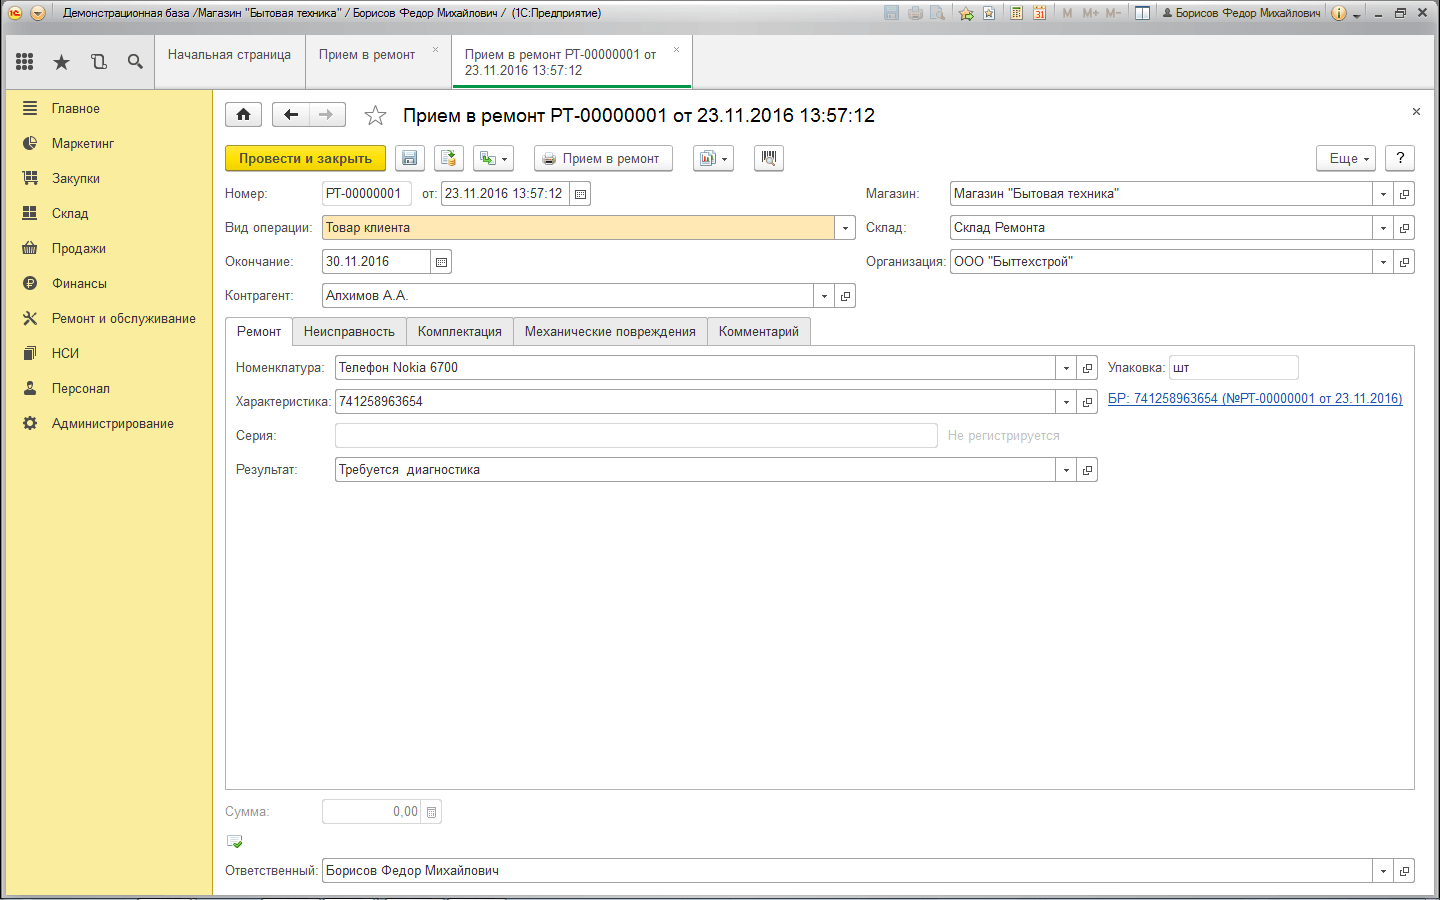 Демонстрационная база /Магазин "Бытовая техника" / Борисов Федор Михайлович / (1С:Предприятие)
31
M M+ M-
Борисов Федор Михайлович
Начальная страница
Прием в ремонт
Прием в ремонт РТ-00000001 от
23.11.2016 13:57:12
Главное
Маркетинг
Закупки
Склад
Продажи
Финансы
Ремонт и обслуживание
НСИ
Персонал
Администрирование
Прием в ремонт РТ-00000001 от 23.11.2016 13:57:12
Провести и закрыть
Прием в ремонт
Еще
?
Номер: РТ-00000001 от: 23.11.2016 13:57:12
Магазин: Магазин "Бытовая техника"
Вид операции: Товар клиента
Склад: Склад Ремонта
Окончание: 30.11.2016
Организация: ООО "Быттехстрой"
Контрагент: Алхимов А.А.
Ремонт Неисправность Комплектация Механические повреждения Комментарий
Номенклатура: Телефон Nokia 6700
Упаковка: шт
Характеристика: 741258963654
БР: 741258963654 (№РТ-00000001 от 23.11.2016)
Серия: Не регистрируется
Результат: Требуется диагностика
Сумма: 0,00
Ответственный: Борисов Федор Михайлович